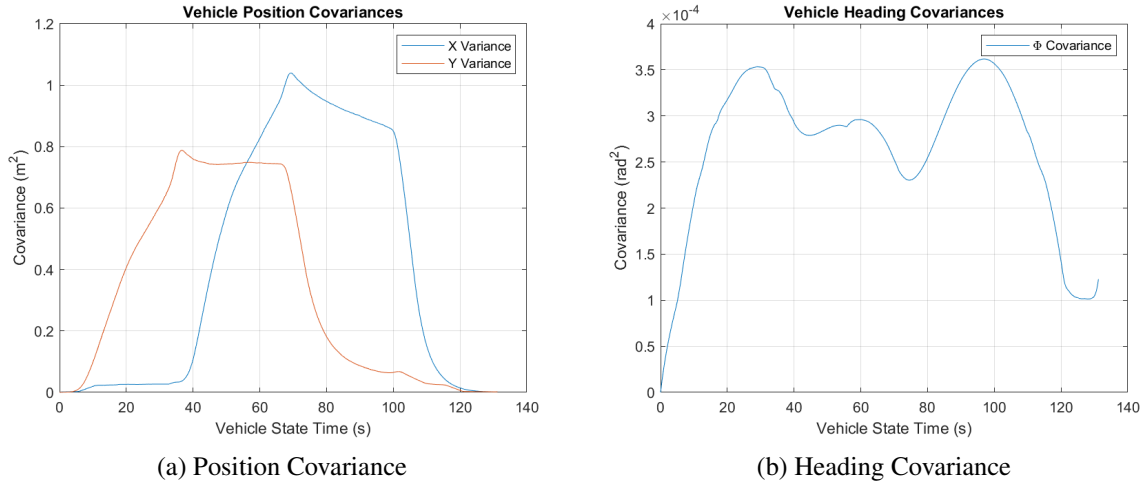 Vehicle Position Covariances
X Variance
Y Variance
1.2
1
0.8
0.6
0.4
0.2
0
Covariance (m²)
0 20 40 60 80 100 120 140
Vehicle State Time (s)
(a) Position Covariance
×10⁻⁴
Vehicle Heading Covariances
Φ Covariance
4
3.5
3
2.5
2
1.5
1
0.5
0
Covariance (rad²)
0 20 40 60 80 100 120 140
Vehicle State Time (s)
(b) Heading Covariance